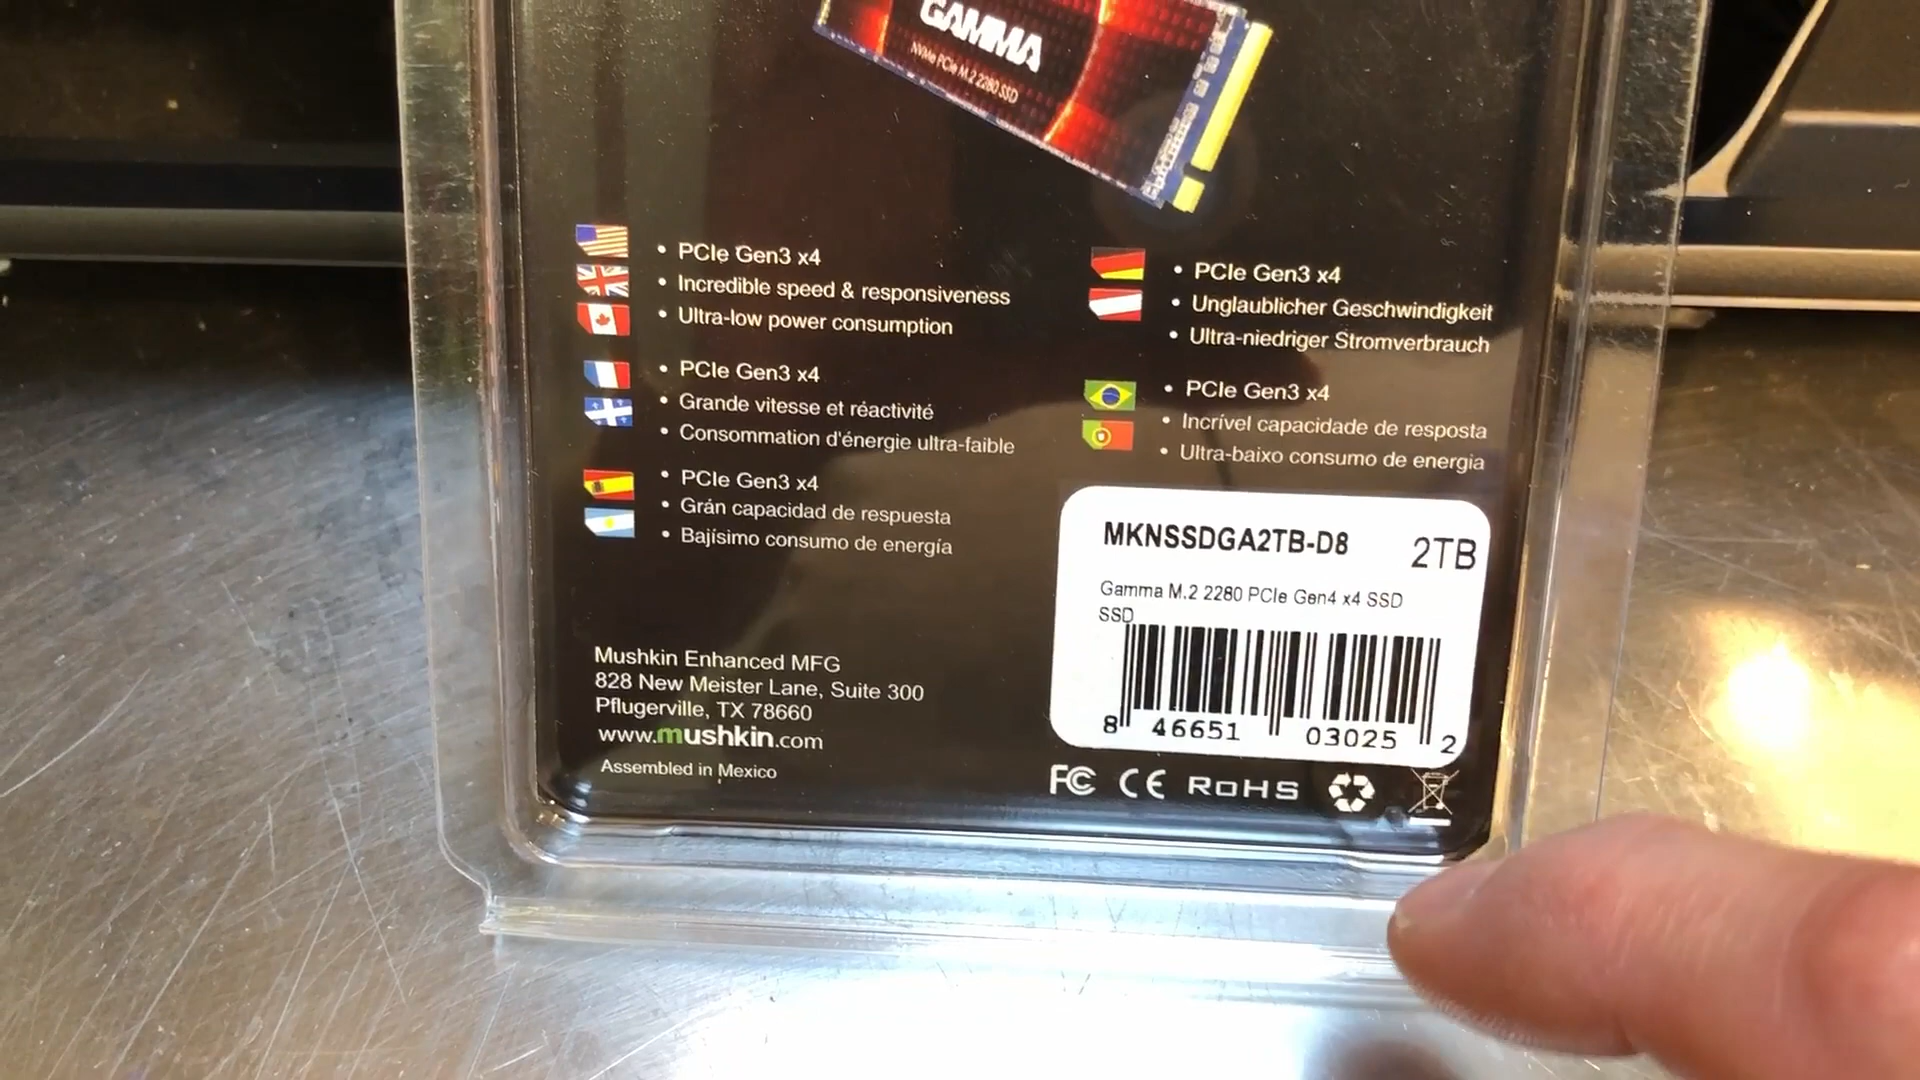 GAMMA
NVMe PCIe M.2 2280 SSD
• PCIe Gen3 x4
• Incredible speed & responsiveness
• Ultra-low power consumption
• PCIe Gen3 x4
• Grande vitesse et réactivité
• Consommation d'énergie ultra-faible
• PCIe Gen3 x4
• Grán capacidad de respuesta
• Bajísimo consumo de energía
• PCIe Gen3 x4
• Unglaublicher Geschwindigkeit
• Ultra-niedriger Stromverbrauch
• PCIe Gen3 x4
• Incrível capacidade de resposta
• Ultra-baixo consumo de energia
MKNSSDGA2TB-D8 2TB
Gamma M.2 2280 PCIe Gen4 x4 SSD
SSD
8 46651 03025 2
Mushkin Enhanced MFG
828 New Meister Lane, Suite 300
Pflugerville, TX 78660
www.mushkin.com
Assembled in Mexico
FC CE RoHS